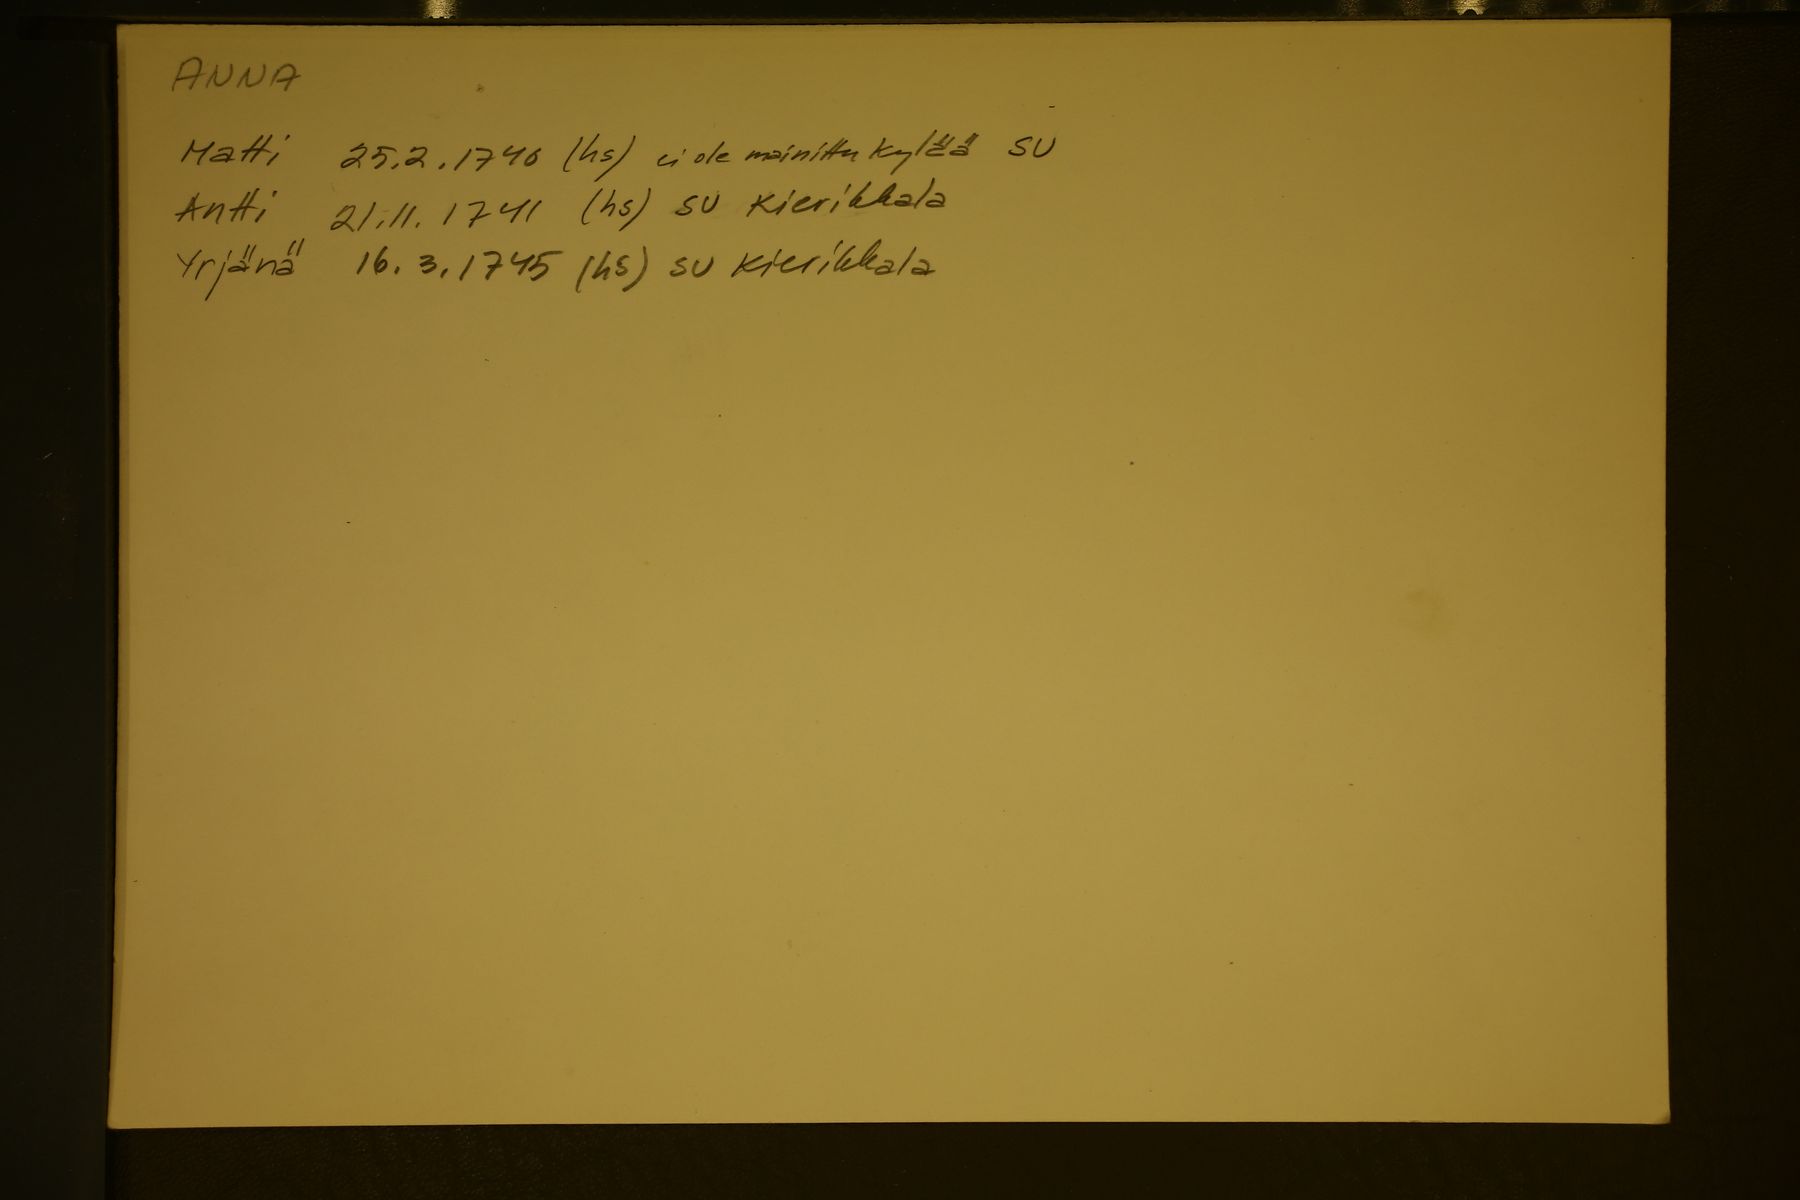 ANNA
Matti 25.2.1740 (hs) ei ole mainittu kylää SU
Antti 21.11.1741 (hs) SU Kierikkala
Yrjänä 16.3.1745 (hs) SU Kierikkala